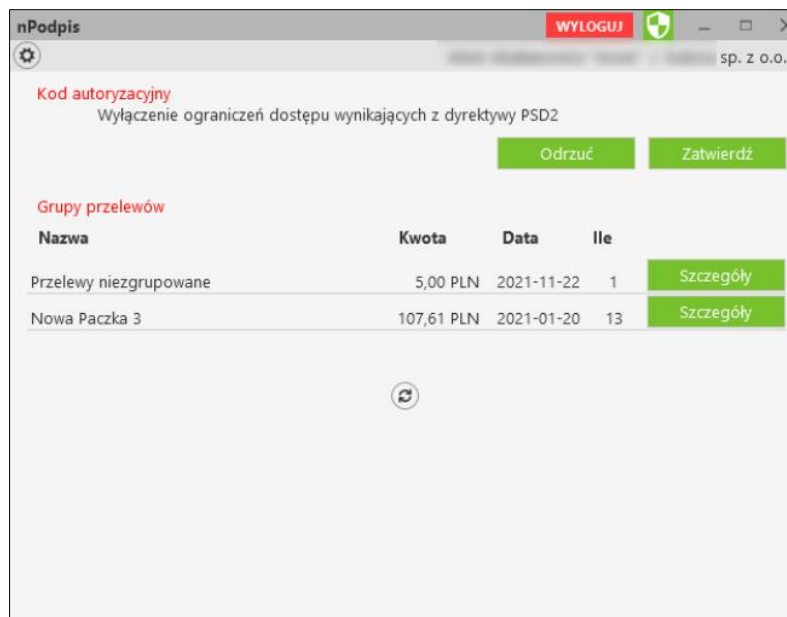 nPodpis WYLOGUJ
sp. z o.o.
Kod autoryzacyjny
Wyłączenie ograniczeń dostępu wynikających z dyrektywy PSD2
Odrzuć Zatwierdź
Grupy przelewów
Nazwa Kwota Data Ile
Przelewy niezgrupowane 5,00 PLN 2021-11-22 1 Szczegóły
Nowa Paczka 3 107,61 PLN 2021-01-20 13 Szczegóły